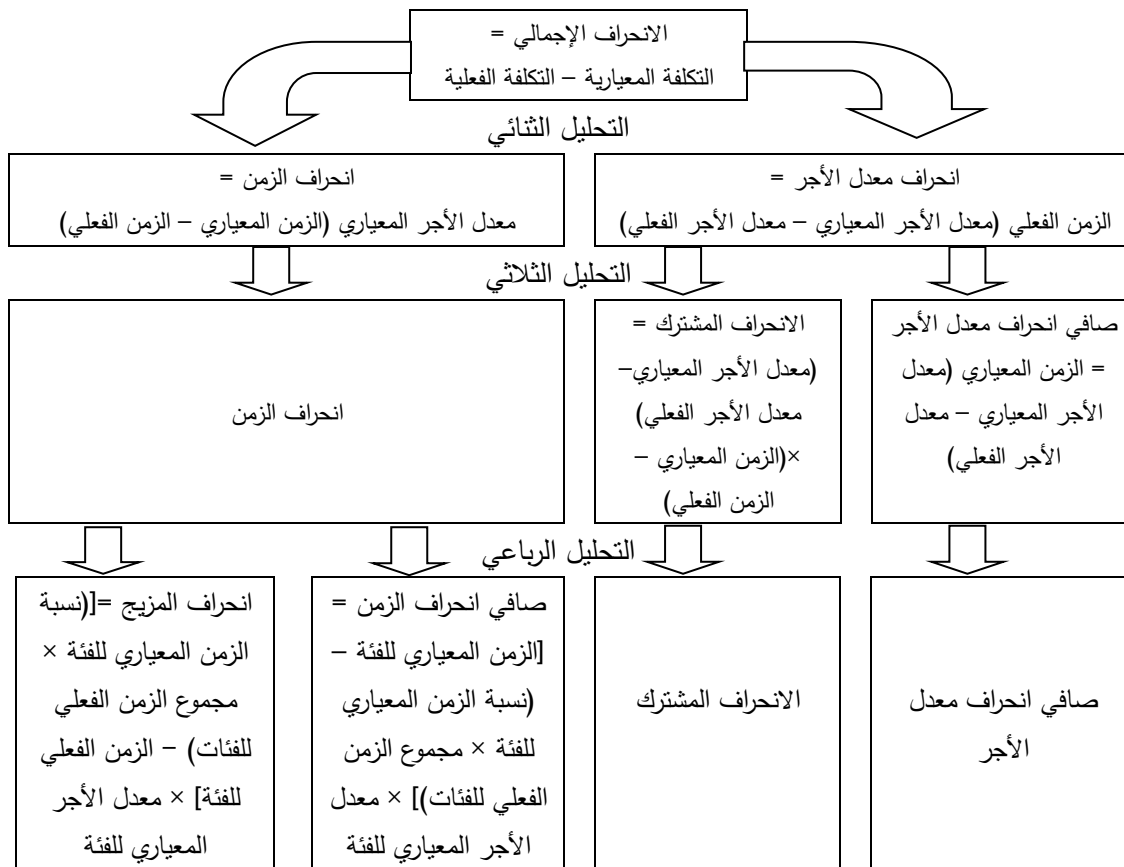 الانحراف الإجمالي =
التكلفة المعيارية – التكلفة الفعلية
التحليل الثنائي
انحراف معدل الأجر =
الزمن الفعلي (معدل الأجر المعياري – معدل الأجر الفعلي)
انحراف الزمن =
معدل الأجر المعياري (الزمن المعياري – الزمن الفعلي)
التحليل الثلاثي
صافي انحراف معدل الأجر
= الزمن المعياري (معدل
الأجر المعياري – معدل
الأجر الفعلي)
الانحراف المشترك =
(معدل الأجر المعياري–
معدل الأجر الفعلي)
×(الزمن المعياري –
الزمن الفعلي)
انحراف الزمن
التحليل الرباعي
صافي انحراف معدل
الأجر
الانحراف المشترك
صافي انحراف الزمن =
[الزمن المعياري للفئة –
(نسبة الزمن المعياري
للفئة × مجموع الزمن
الفعلي للفئات)] × معدل
الأجر المعياري للفئة
انحراف المزيج =[(نسبة
الزمن المعياري للفئة ×
مجموع الزمن الفعلي
للفئات) – الزمن الفعلي
للفئة] × معدل الأجر
المعياري للفئة